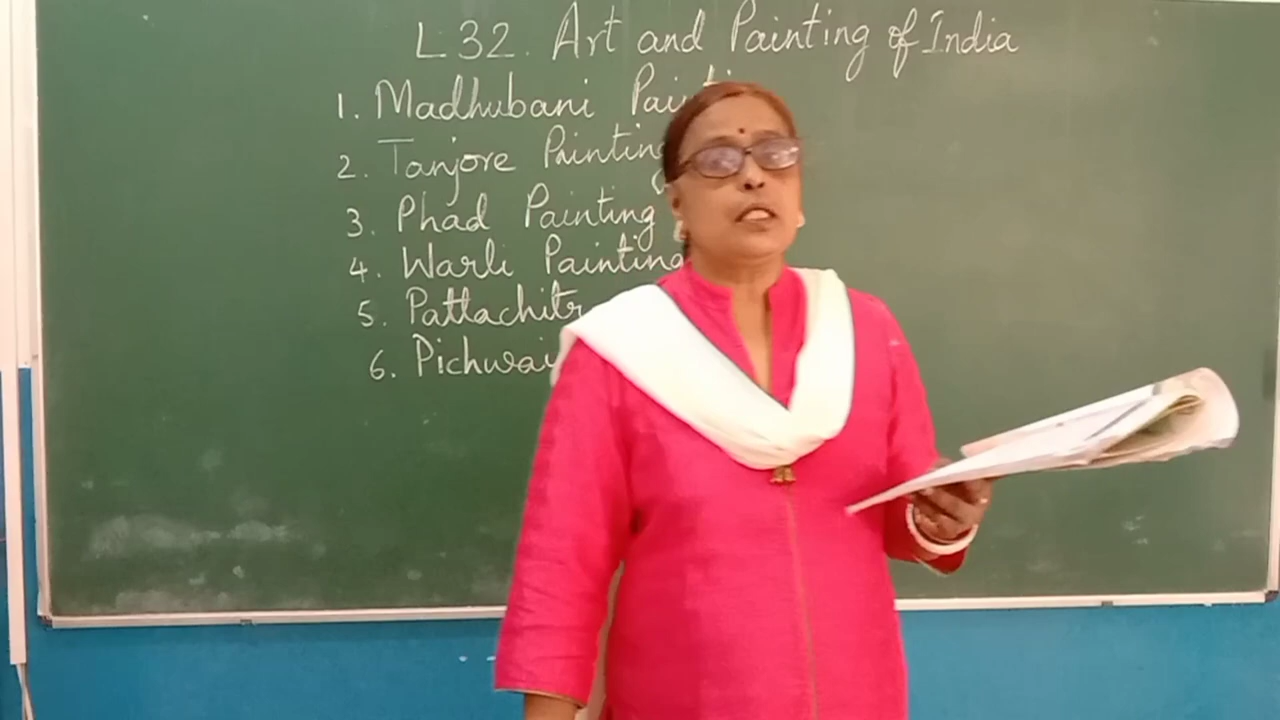 L 32. Art and Painting of India
1. Madhubani
2. Tanjore Painting
3. Phad Painting
4. Warli Painting
5.
6. Pichwai